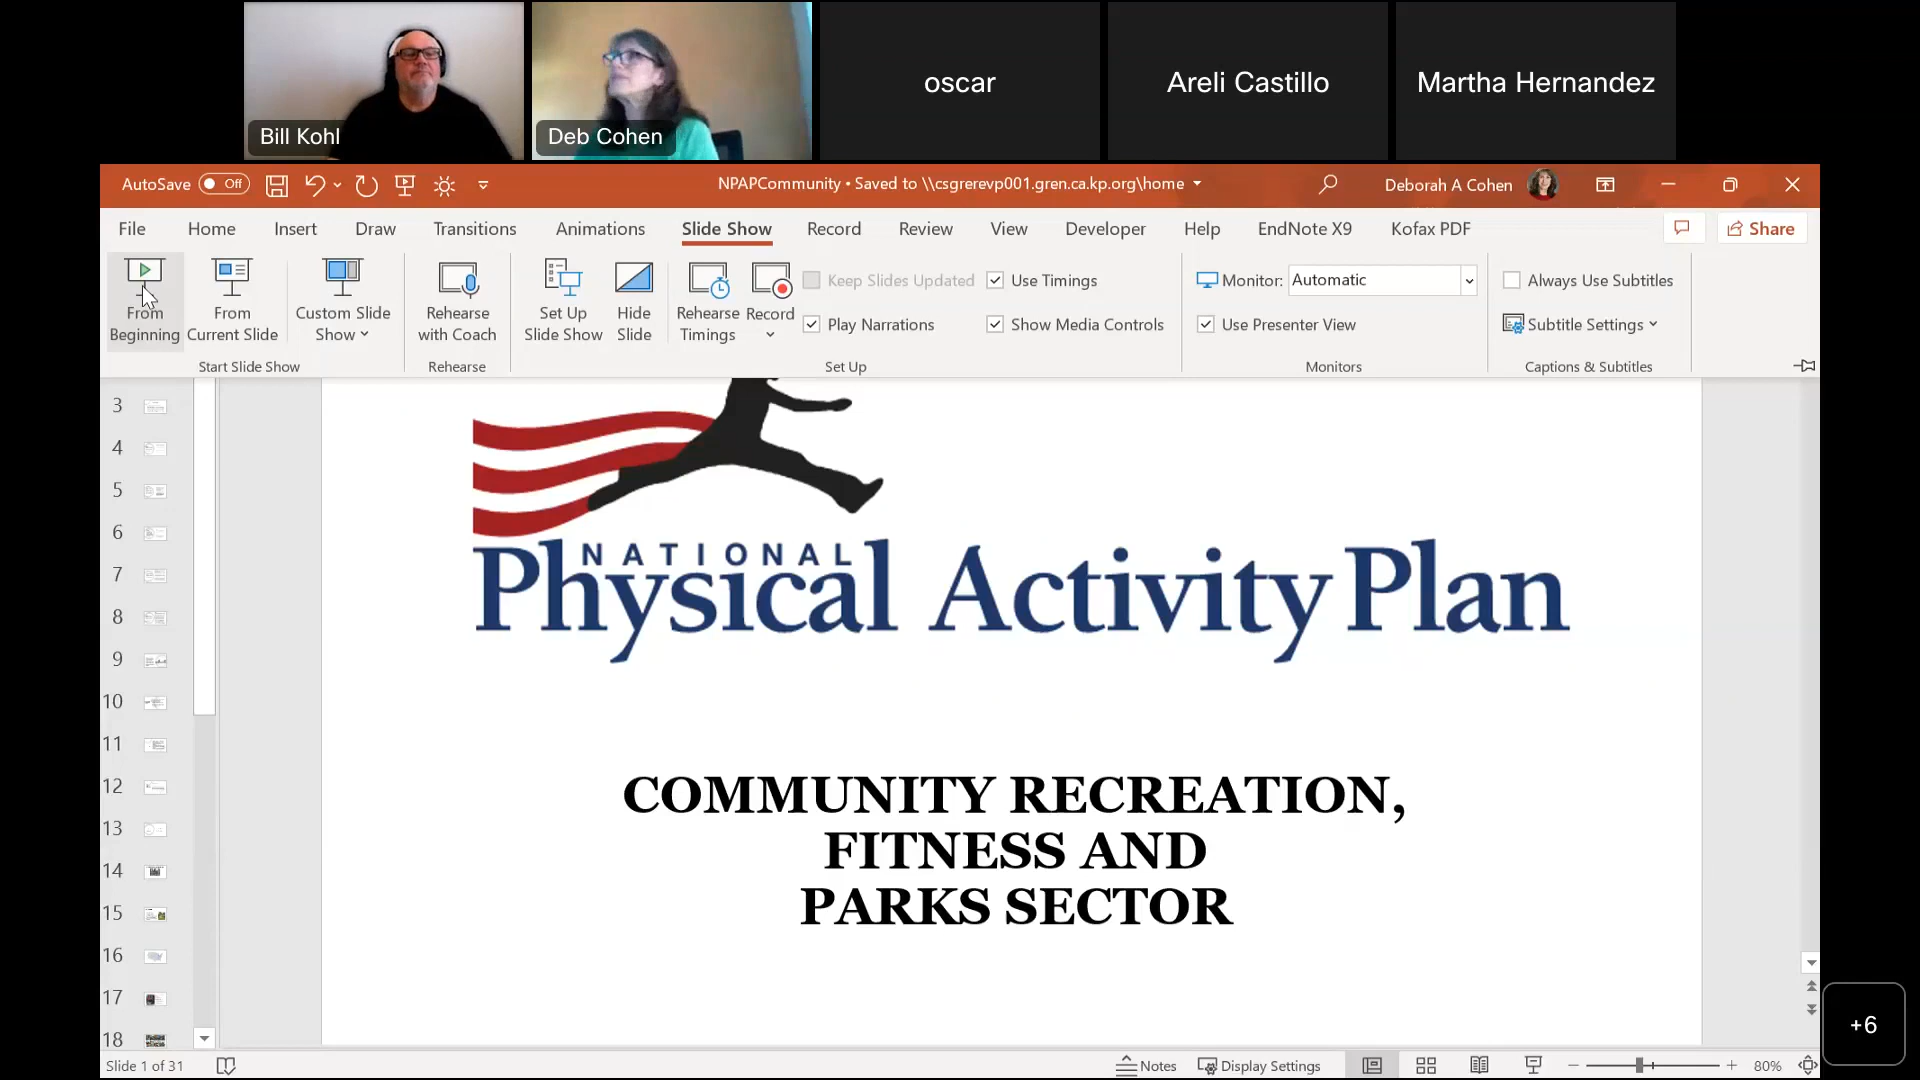 Bill Kohl
Deb Cohen
oscar
Areli Castillo
Martha Hernandez
AutoSave Off
NPAPCommunity • Saved to \\csgrerevp001.gren.ca.kp.org\home
Deborah A Cohen
File Home Insert Draw Transitions Animations Slide Show Record Review View Developer Help EndNote X9 Kofax PDF Share
From Beginning
From Current Slide
Custom Slide Show
Start Slide Show
Rehearse with Coach
Rehearse
Set Up Slide Show
Hide Slide
Rehearse Timings
Record
Keep Slides Updated
Play Narrations
Use Timings
Show Media Controls
Set Up
Monitor: Automatic
Use Presenter View
Monitors
Always Use Subtitles
Subtitle Settings
Captions & Subtitles
3
4
5
6
7
8
9
10
11
12
13
14
15
16
17
18
NATIONAL
Physical Activity Plan
COMMUNITY RECREATION,
FITNESS AND
PARKS SECTOR
+6
Slide 1 of 31
Notes
Display Settings
80%